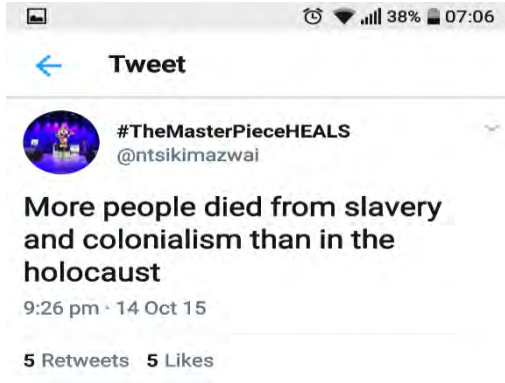 38% 07:06
Tweet
#TheMasterPieceHEALS
@ntsikimazwai
More people died from slavery
and colonialism than in the
holocaust
9:26 pm · 14 Oct 15
5 Retweets 5 Likes